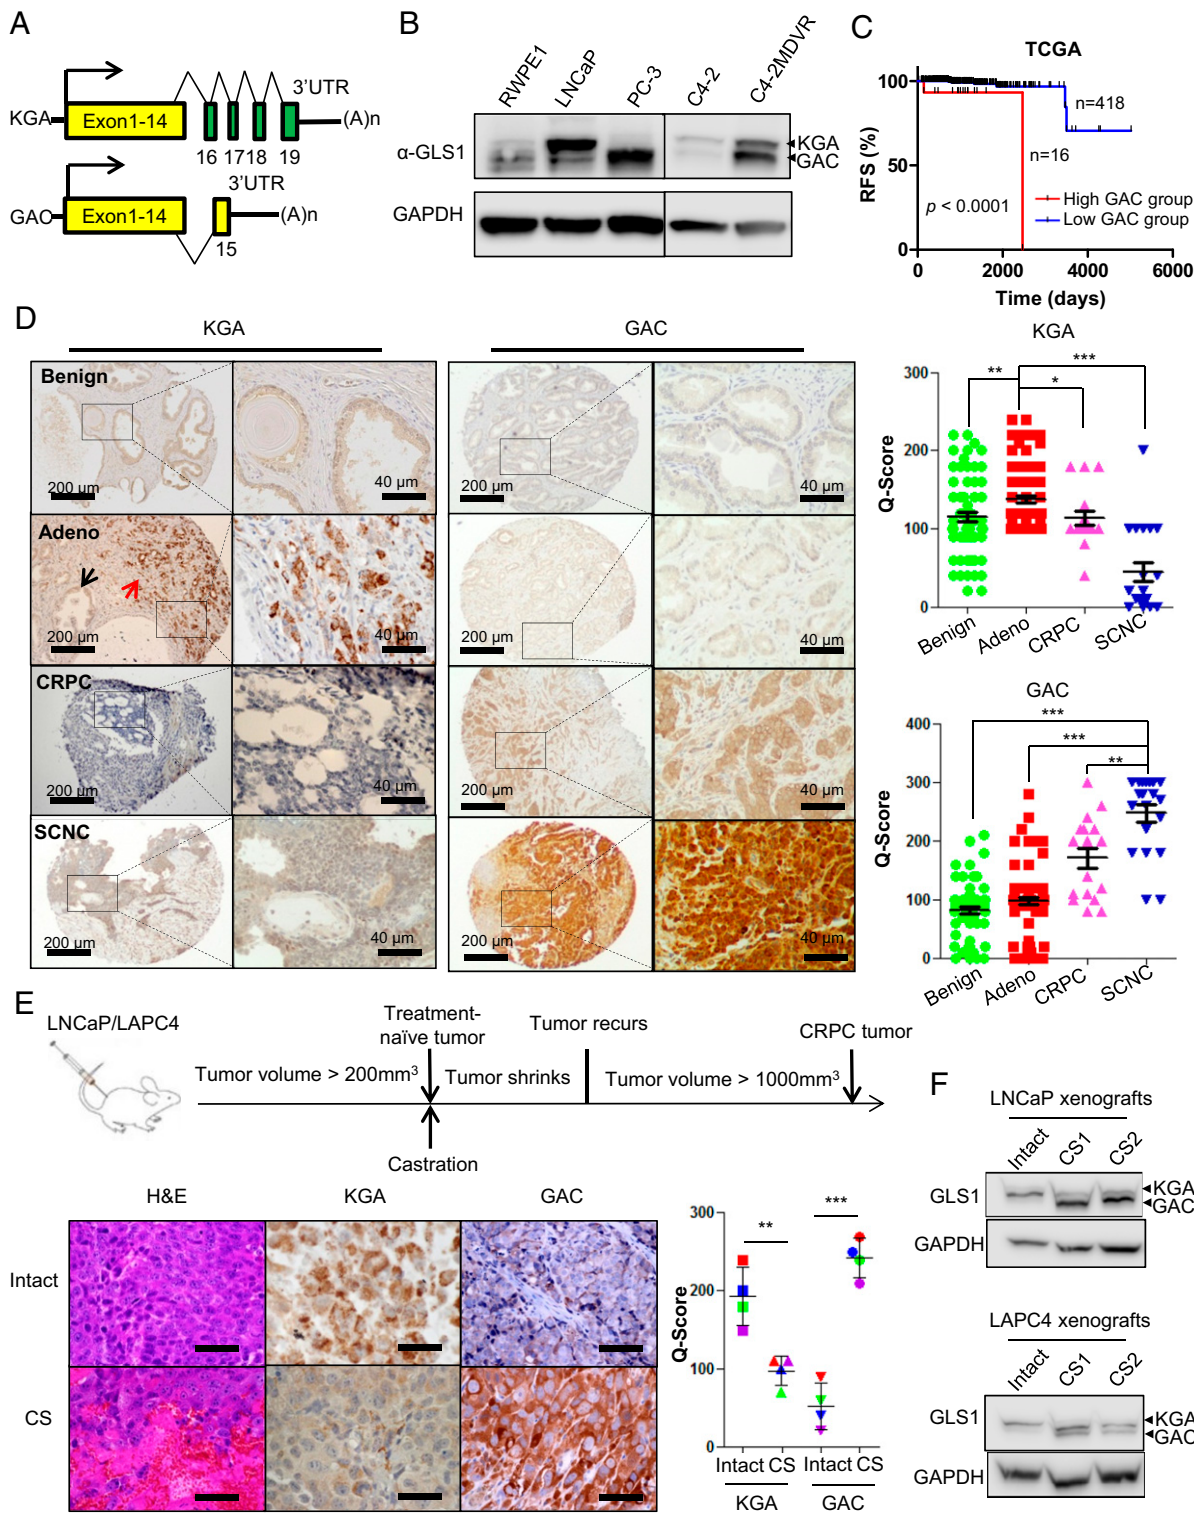 A
KGA
Exon1-14
3'UTR
(A)n
16
17
18
19
3'UTR
GAC
Exon1-14
(A)n
15
B
RWPE1
LNCaP
PC-3
C4-2
C4-2MDVR
α-GLS1
KGA
GAC
GAPDH
C
TCGA
RFS (%)
100
50
0
n=418
n=16
p < 0.0001
High GAC group
Low GAC group
0
2000
4000
6000
Time (days)
D
KGA
GAC
Benign
200 µm
40 µm
200 µm
40 µm
Adeno
200 µm
40 µm
200 µm
40 µm
CRPC
200 µm
40 µm
200 µm
40 µm
SCNC
200 µm
40 µm
200 µm
40 µm
KGA
***
**
*
Q-Score
300
200
100
0
Benign
Adeno
CRPC
SCNC
GAC
***
***
**
Q-Score
400
300
200
100
0
Benign
Adeno
CRPC
SCNC
E
LNCaP/LAPC4
Treatment-
naïve tumor
Tumor recurs
CRPC tumor
Tumor volume > 200mm³
Tumor shrinks
Tumor volume > 1000mm³
Castration
H&E
KGA
GAC
Intact
CS
Q-Score
300
200
100
0
**
***
Intact CS
Intact CS
KGA
GAC
F
LNCaP xenografts
Intact
CS1
CS2
GLS1
KGA
GAC
GAPDH
LAPC4 xenografts
Intact
CS1
CS2
GLS1
KGA
GAC
GAPDH